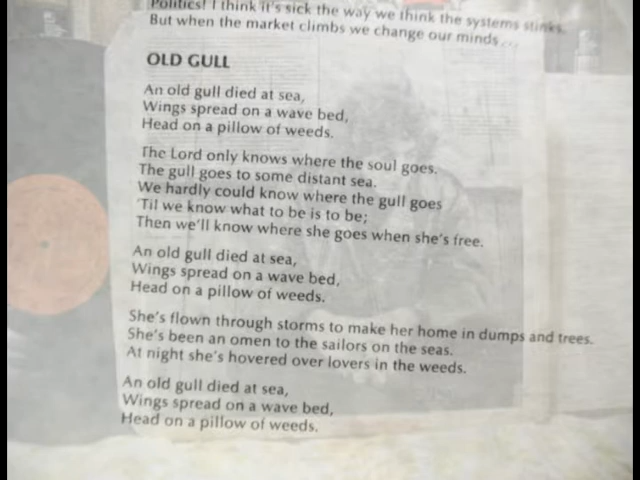 Politics! I think it's sick the way we think the systems stinks.
But when the market climbs we change our minds...
OLD GULL
An old gull died at sea,
Wings spread on a wave bed,
Head on a pillow of weeds.
The Lord only knows where the soul goes.
The gull goes to some distant sea.
We hardly could know where the gull goes
'Til we know what to be is to be;
Then we'll know where she goes when she's free.
An old gull died at sea,
Wings spread on a wave bed,
Head on a pillow of weeds.
She's flown through storms to make her home in dumps and trees.
She's been an omen to the sailors on the seas.
At night she's hovered over lovers in the weeds.
An old gull died at sea,
Wings spread on a wave bed,
Head on a pillow of weeds.